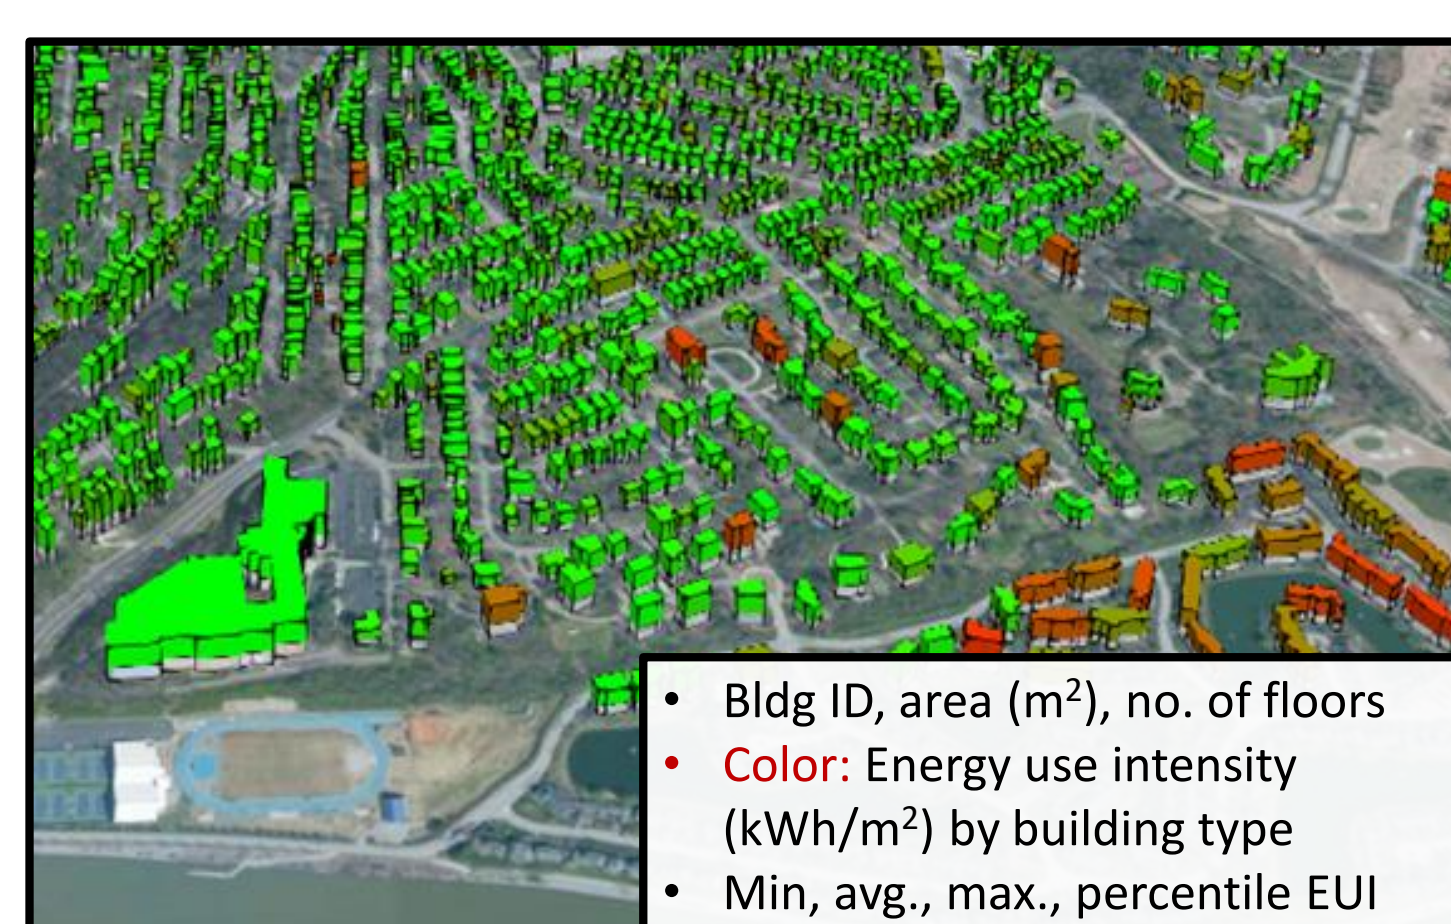 • Bldg ID, area (m²), no. of floors
• Color: Energy use intensity
(kWh/m²) by building type
• Min, avg., max., percentile EUI